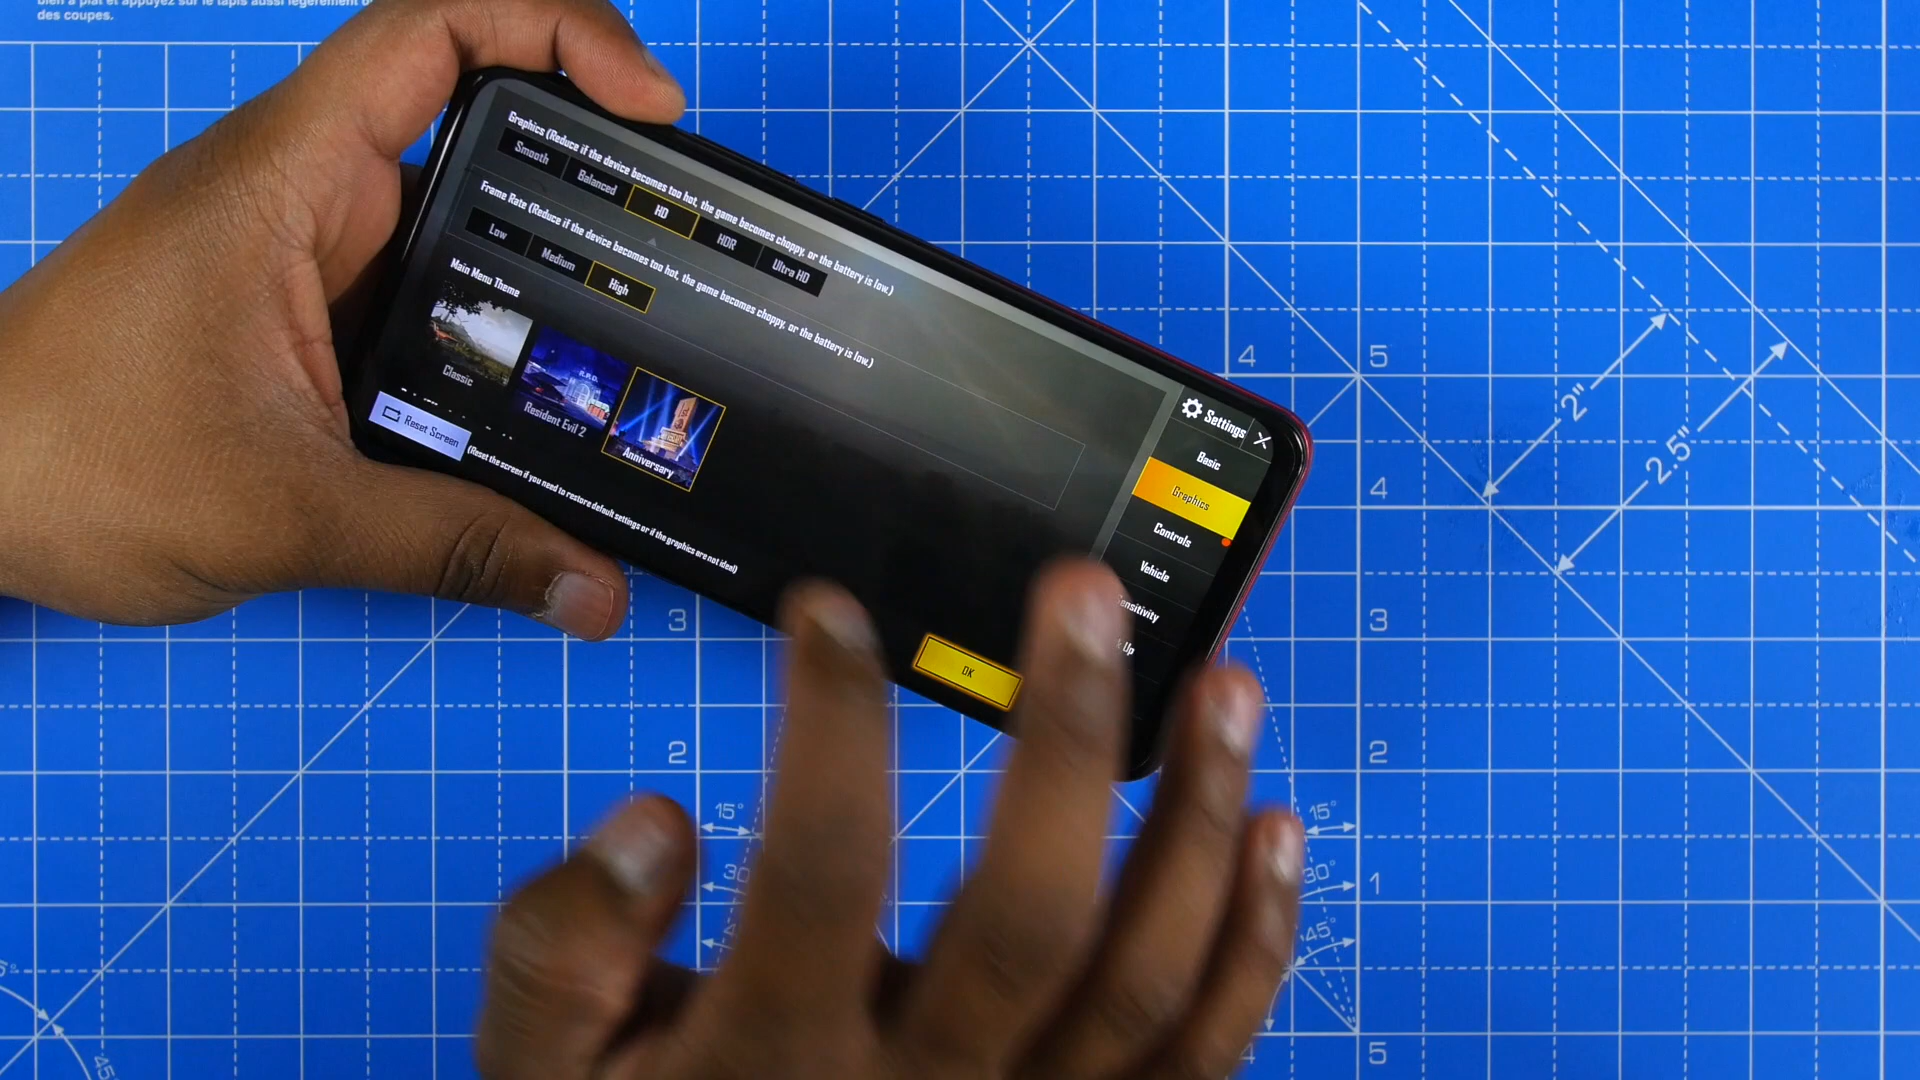 des coupes.
Graphics (Reduce if the device becomes too hot, the game becomes choppy, or the battery is low.)
Smooth
Balanced
HD
HDR
Ultra HD
Frame Rate (Reduce if the device becomes too hot, the game becomes choppy, or the battery is low.)
Low
Medium
High
Main Menu Theme
Classic
Resident Evil 2
Anniversary
Reset Screen
(Reset the screen if you need to restore default settings or if the graphics are not ideal)
OK
Settings
Basic
Graphics
Controls
Vehicle
Up
4
5
4
3
3
2
2
1
4
5
2"
2.5"
15°
30
15°
30°
45°
45°